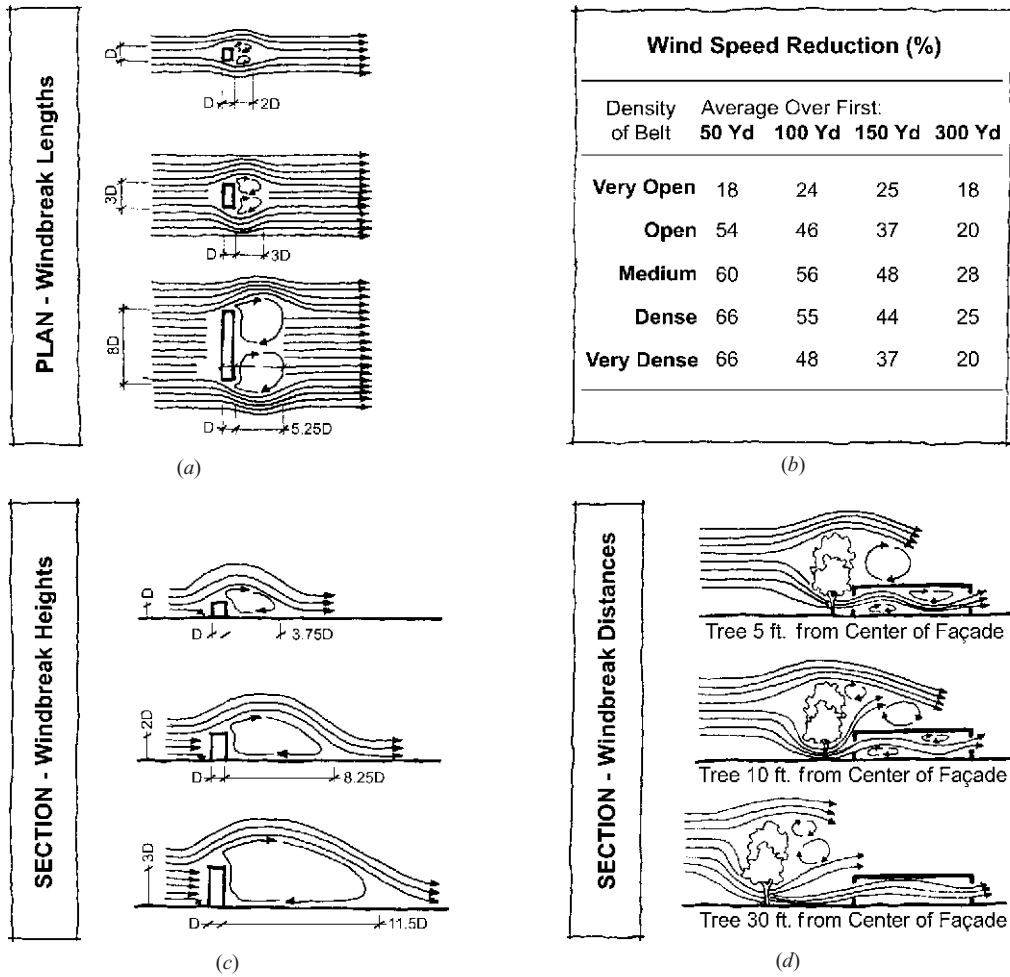 PLAN - Windbreak Lengths
D
D
2D
3D
D
3D
8D
D
5.25D
(a)
Wind Speed Reduction (%)
Density Average Over First:
of Belt 50 Yd 100 Yd 150 Yd 300 Yd
Very Open 18 24 25 18
Open 54 46 37 20
Medium 60 56 48 28
Dense 66 55 44 25
Very Dense 66 48 37 20
(b)
SECTION - Windbreak Heights
D
D
3.75D
2D
D
8.25D
3D
D
11.5D
(c)
SECTION - Windbreak Distances
Tree 5 ft. from Center of Façade
Tree 10 ft. from Center of Façade
Tree 30 ft. from Center of Façade
(d)